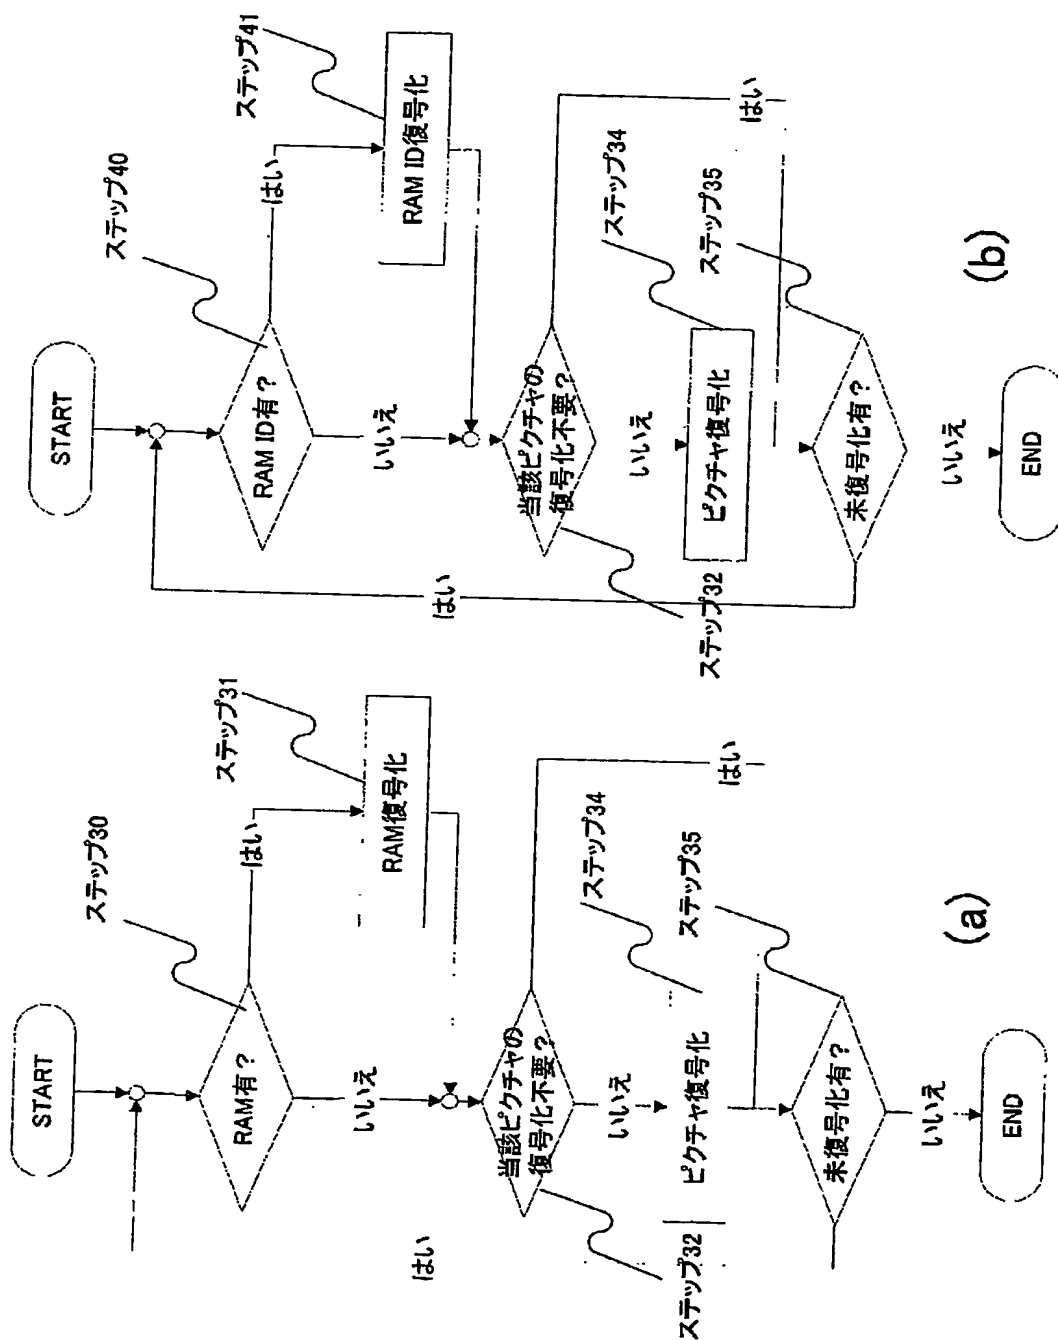 START
ステップ30
RAM有?
はい
ステップ31
RAM復号化
いいえ
はい
当該ピクチャの
復号化不要?
ステップ32
はい
いいえ
ステップ34
ピクチャ復号化
ステップ35
未復号化有?
いいえ
END
(a)
START
ステップ40
RAM ID有?
はい
ステップ41
RAM ID復号化
いいえ
はい
当該ピクチャの
復号化不要?
ステップ32
はい
いいえ
ステップ34
ピクチャ復号化
ステップ35
未復号化有?
いいえ
END
(b)